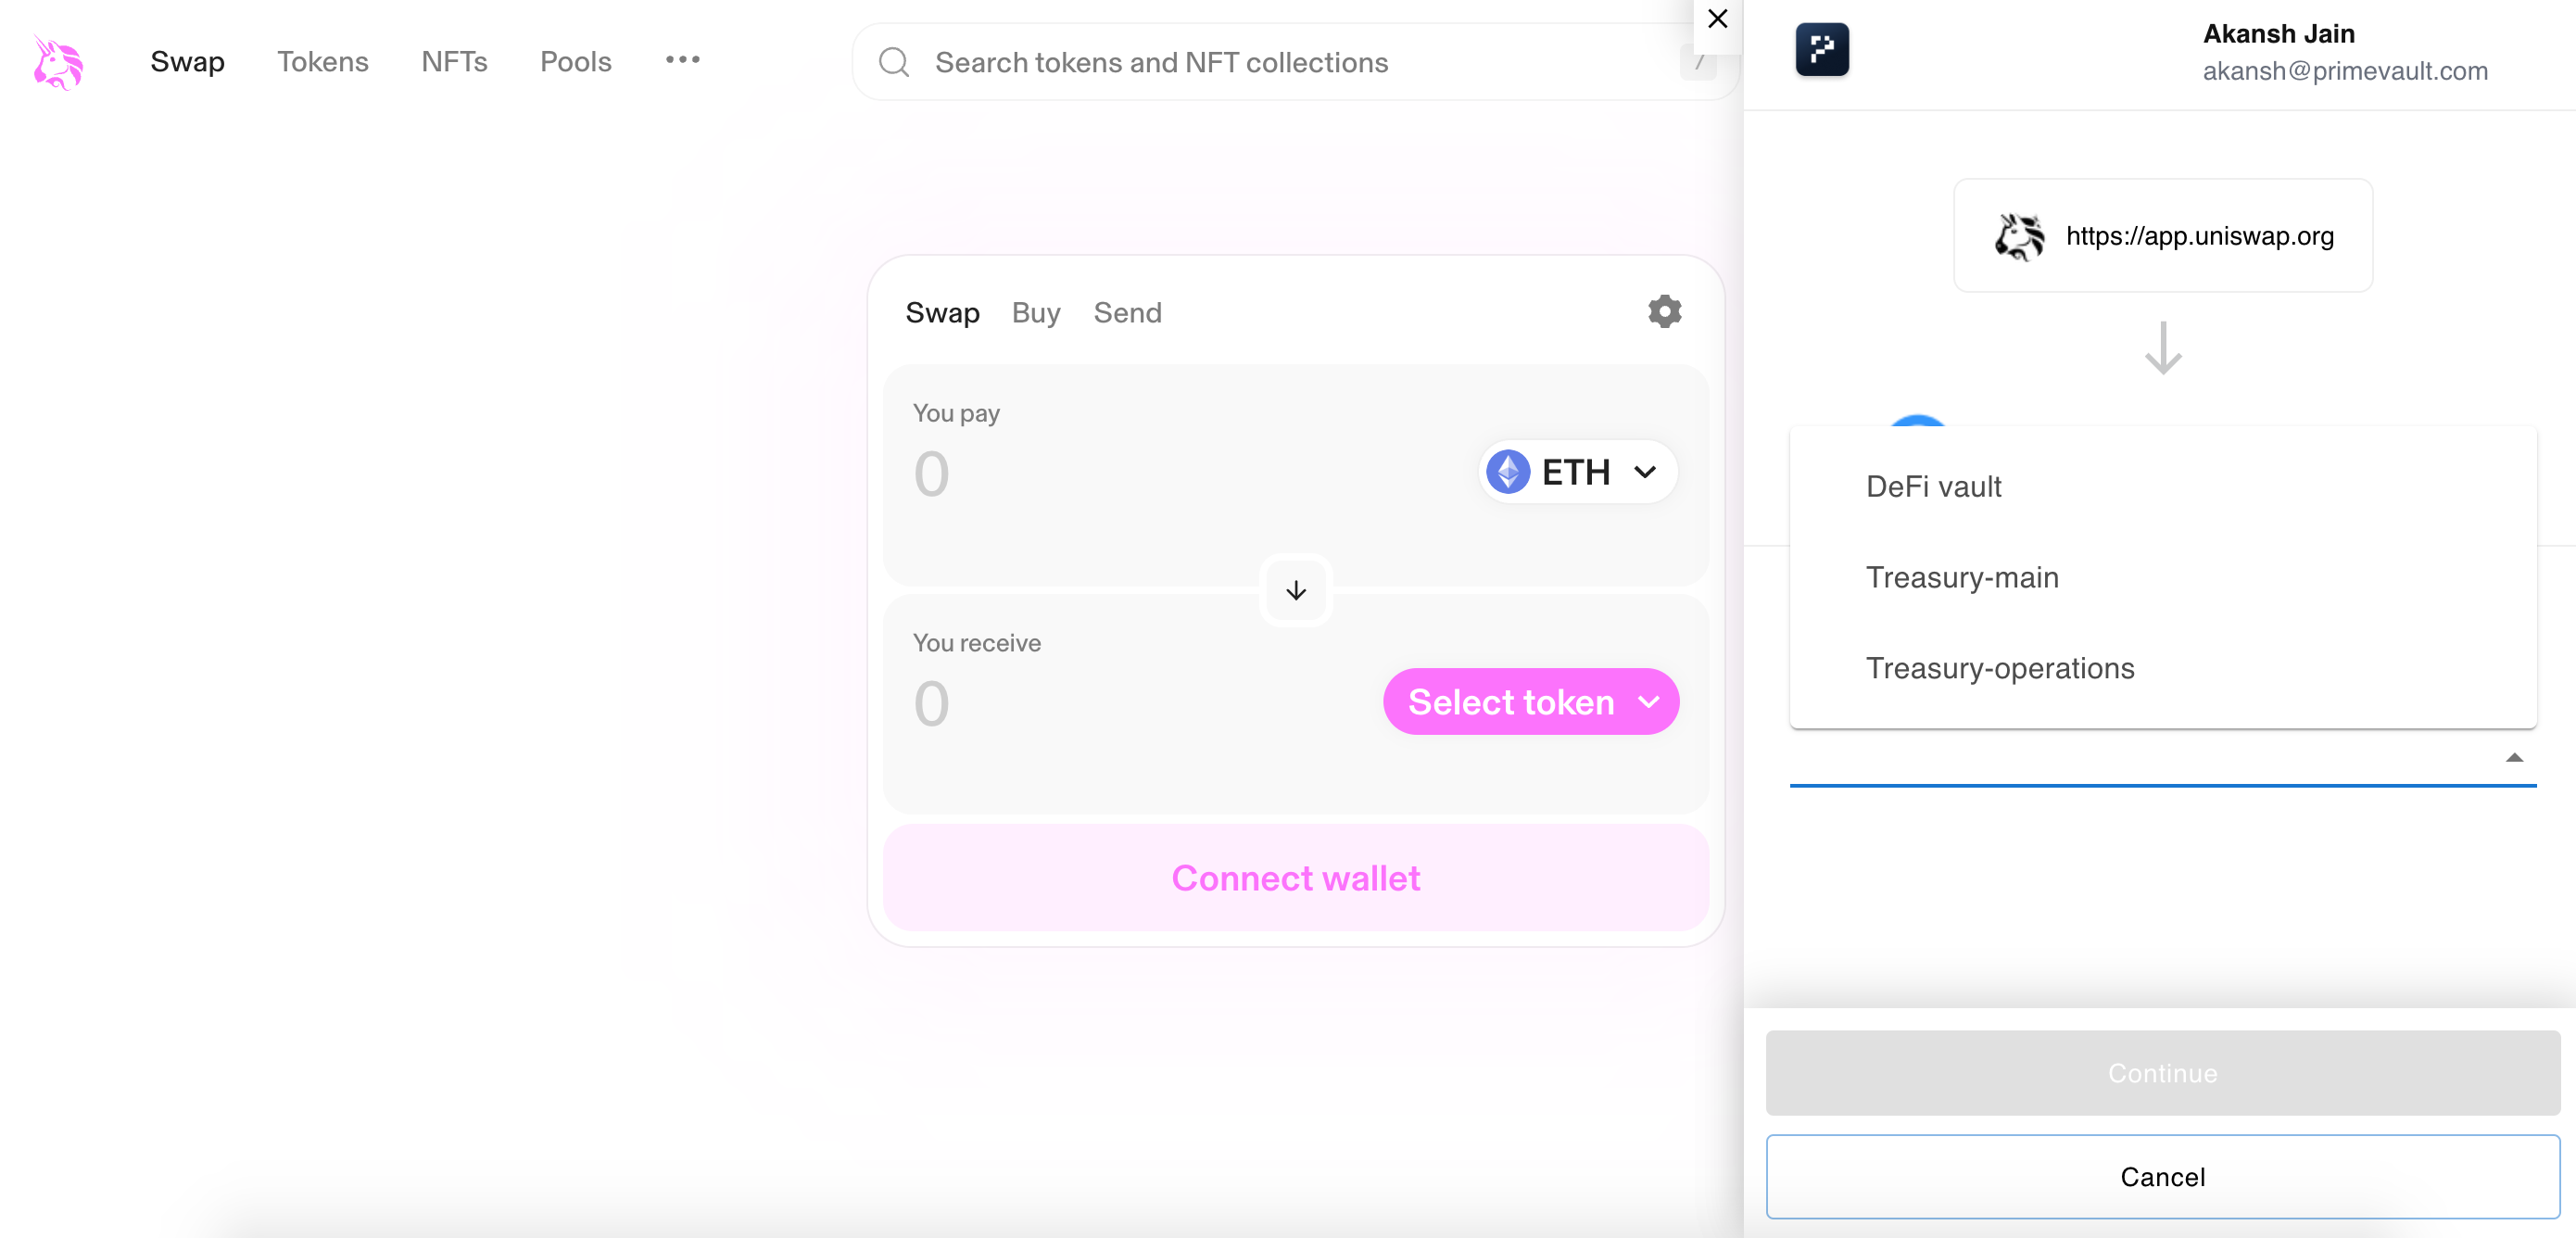 Swap Tokens NFTs Pools
Search tokens and NFT collections /
Akansh Jain
akansh@primevault.com
https://app.uniswap.org
Swap Buy Send
You pay
0
ETH
You receive
0
Select token
Connect wallet
DeFi vault
Treasury-main
Treasury-operations
Continue
Cancel